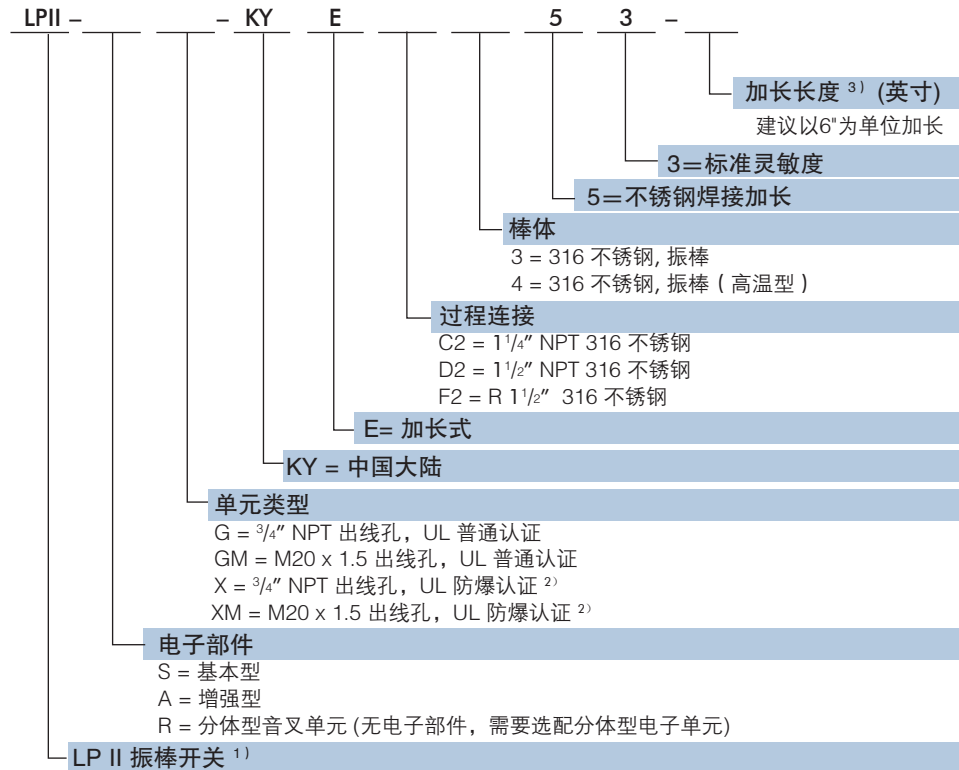 LPII – – KY E 5 3 –
加长长度 3) (英寸)
建议以6"为单位加长
3=标准灵敏度
5=不锈钢焊接加长
棒体
3 = 316 不锈钢, 振棒
4 = 316 不锈钢, 振棒 ( 高温型 )
过程连接
C2 = 1 1/4" NPT 316 不锈钢
D2 = 1 1/2" NPT 316 不锈钢
F2 = R 1 1/2" 316 不锈钢
E= 加长式
KY = 中国大陆
单元类型
G = 3/4" NPT 出线孔，UL 普通认证
GM = M20 x 1.5 出线孔，UL 普通认证
X = 3/4" NPT 出线孔，UL 防爆认证 2)
XM = M20 x 1.5 出线孔，UL 防爆认证 2)
电子部件
S = 基本型
A = 增强型
R = 分体型音叉单元 (无电子部件，需要选配分体型电子单元)
LP II 振棒开关 1)